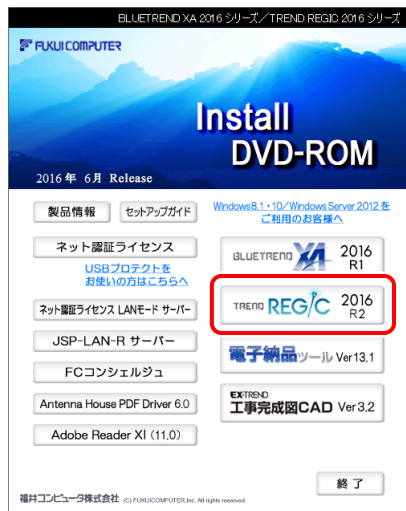 BLUETREND XA 2016 シリーズ／TREND REGIC 2016 シリーズ
FUKUI COMPUTER
Install
DVD-ROM
2016 年 6月 Release
製品情報
セットアップガイド
Windows8.1・10／Windows Server 2012 を
ご利用のお客様へ
ネット認証ライセンス
USBプロテクトを
お使いの方はこちらへ
ネット認証ライセンス LANモード サーバー
JSP-LAN-R サーバー
FCコンシェルジュ
Antenna House PDF Driver 6.0
Adobe Reader XI (11.0)
BLUETREND XA 2016
R1
TREND REGIC 2016
R2
電子納品ツール Ver13.1
EX-TREND
工事完成図CAD Ver3.2
終 了
福井コンピュータ株式会社 (C) FUKUICOMPUTER,Inc. All rights reserved.